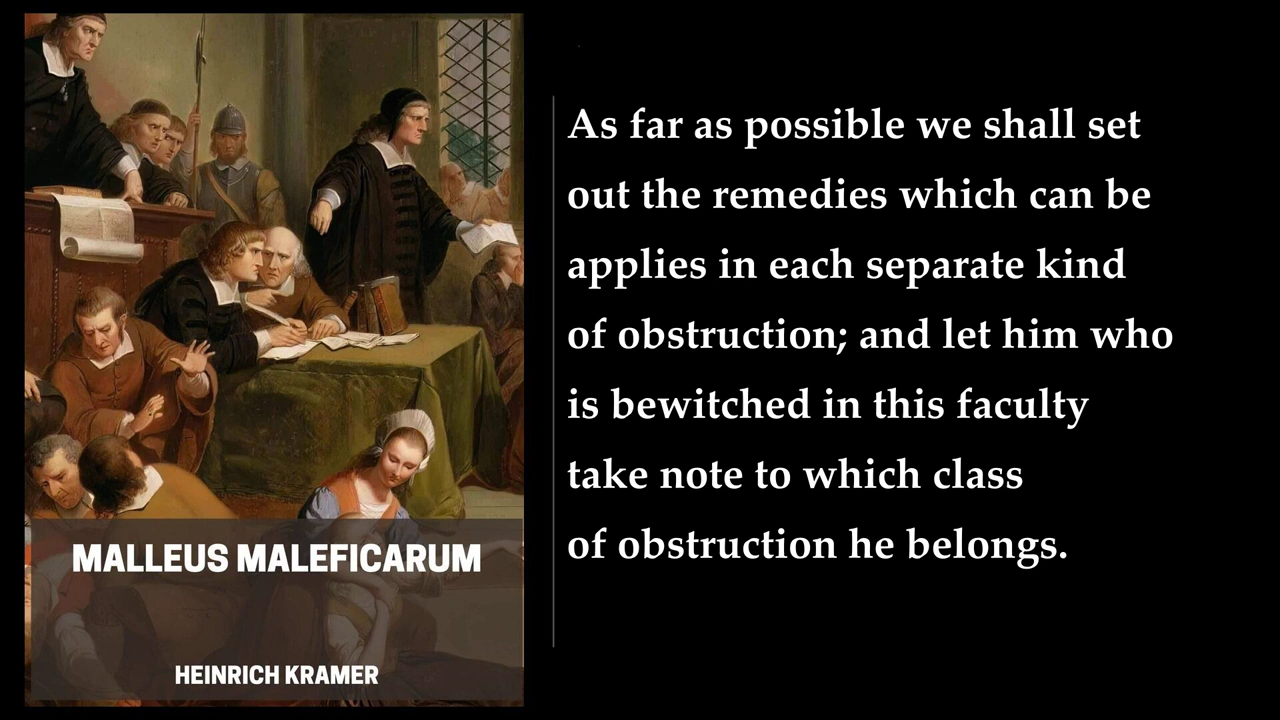 MALLEUS MALEFICARUM
HEINRICH KRAMER
As far as possible we shall set
out the remedies which can be
applies in each separate kind
of obstruction; and let him who
is bewitched in this faculty
take note to which class
of obstruction he belongs.